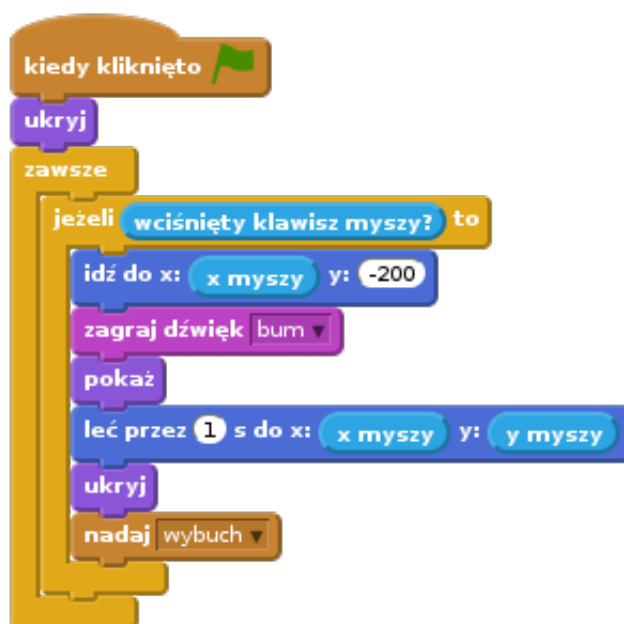 kiedy kliknięto
ukryj
zawsze
jeżeli wciśnięty klawisz myszy? to
idź do x: x myszy y: -200
zagraj dźwięk bum
pokaż
leć przez 1 s do x: x myszy y: y myszy
ukryj
nadaj wybuch